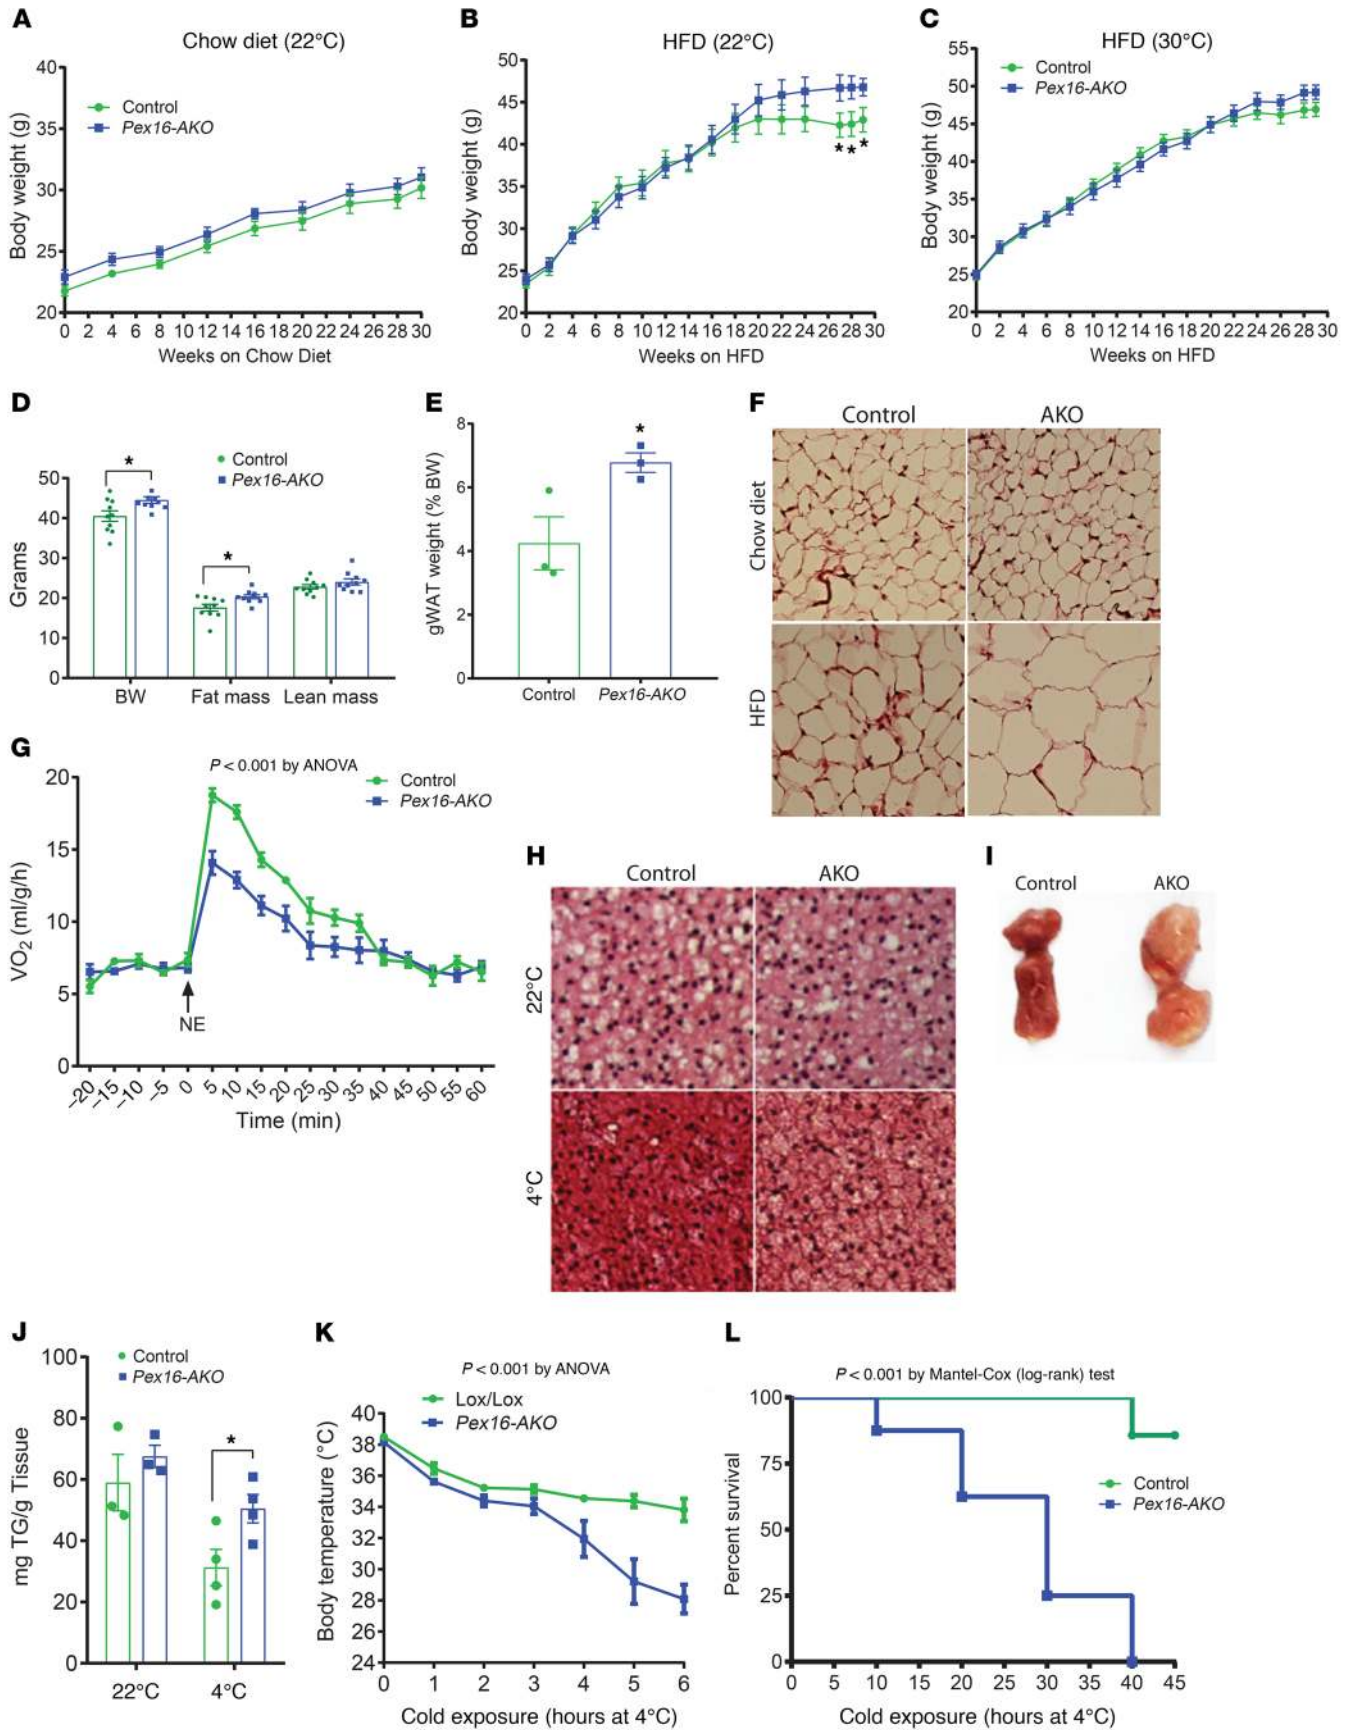 A
Chow diet (22°C)
Control
Pex16-AKO
Body weight (g)
40
35
30
25
20
0 2 4 6 8 10 12 14 16 18 20 22 24 26 28 30
Weeks on Chow Diet
B
HFD (22°C)
Control
Pex16-AKO
Body weight (g)
50
45
40
35
30
25
20
* * *
0 2 4 6 8 10 12 14 16 18 20 22 24 26 28 30
Weeks on HFD
C
HFD (30°C)
Control
Pex16-AKO
Body weight (g)
55
50
45
40
35
30
25
20
0 2 4 6 8 10 12 14 16 18 20 22 24 26 28 30
Weeks on HFD
D
Control
Pex16-AKO
Grams
50
40
30
20
10
0
*
*
BW Fat mass Lean mass
E
gWAT weight (% BW)
8
6
4
2
0
*
Control Pex16-AKO
F
Control AKO
Chow diet
HFD
G
P < 0.001 by ANOVA
Control
Pex16-AKO
VO2 (ml/g/h)
20
15
10
5
0
NE
–20 –15 –10 –5 0 5 10 15 20 25 30 35 40 45 50 55 60
Time (min)
H
Control AKO
22°C
4°C
I
Control AKO
J
Control
Pex16-AKO
mg TG/g Tissue
100
80
60
40
20
0
*
22°C 4°C
K
P < 0.001 by ANOVA
Lox/Lox
Pex16-AKO
Body temperature (°C)
40
38
36
34
32
30
28
26
24
0 1 2 3 4 5 6
Cold exposure (hours at 4°C)
L
P < 0.001 by Mantel-Cox (log-rank) test
Control
Pex16-AKO
Percent survival
100
75
50
25
0
0 5 10 15 20 25 30 35 40 45
Cold exposure (hours at 4°C)